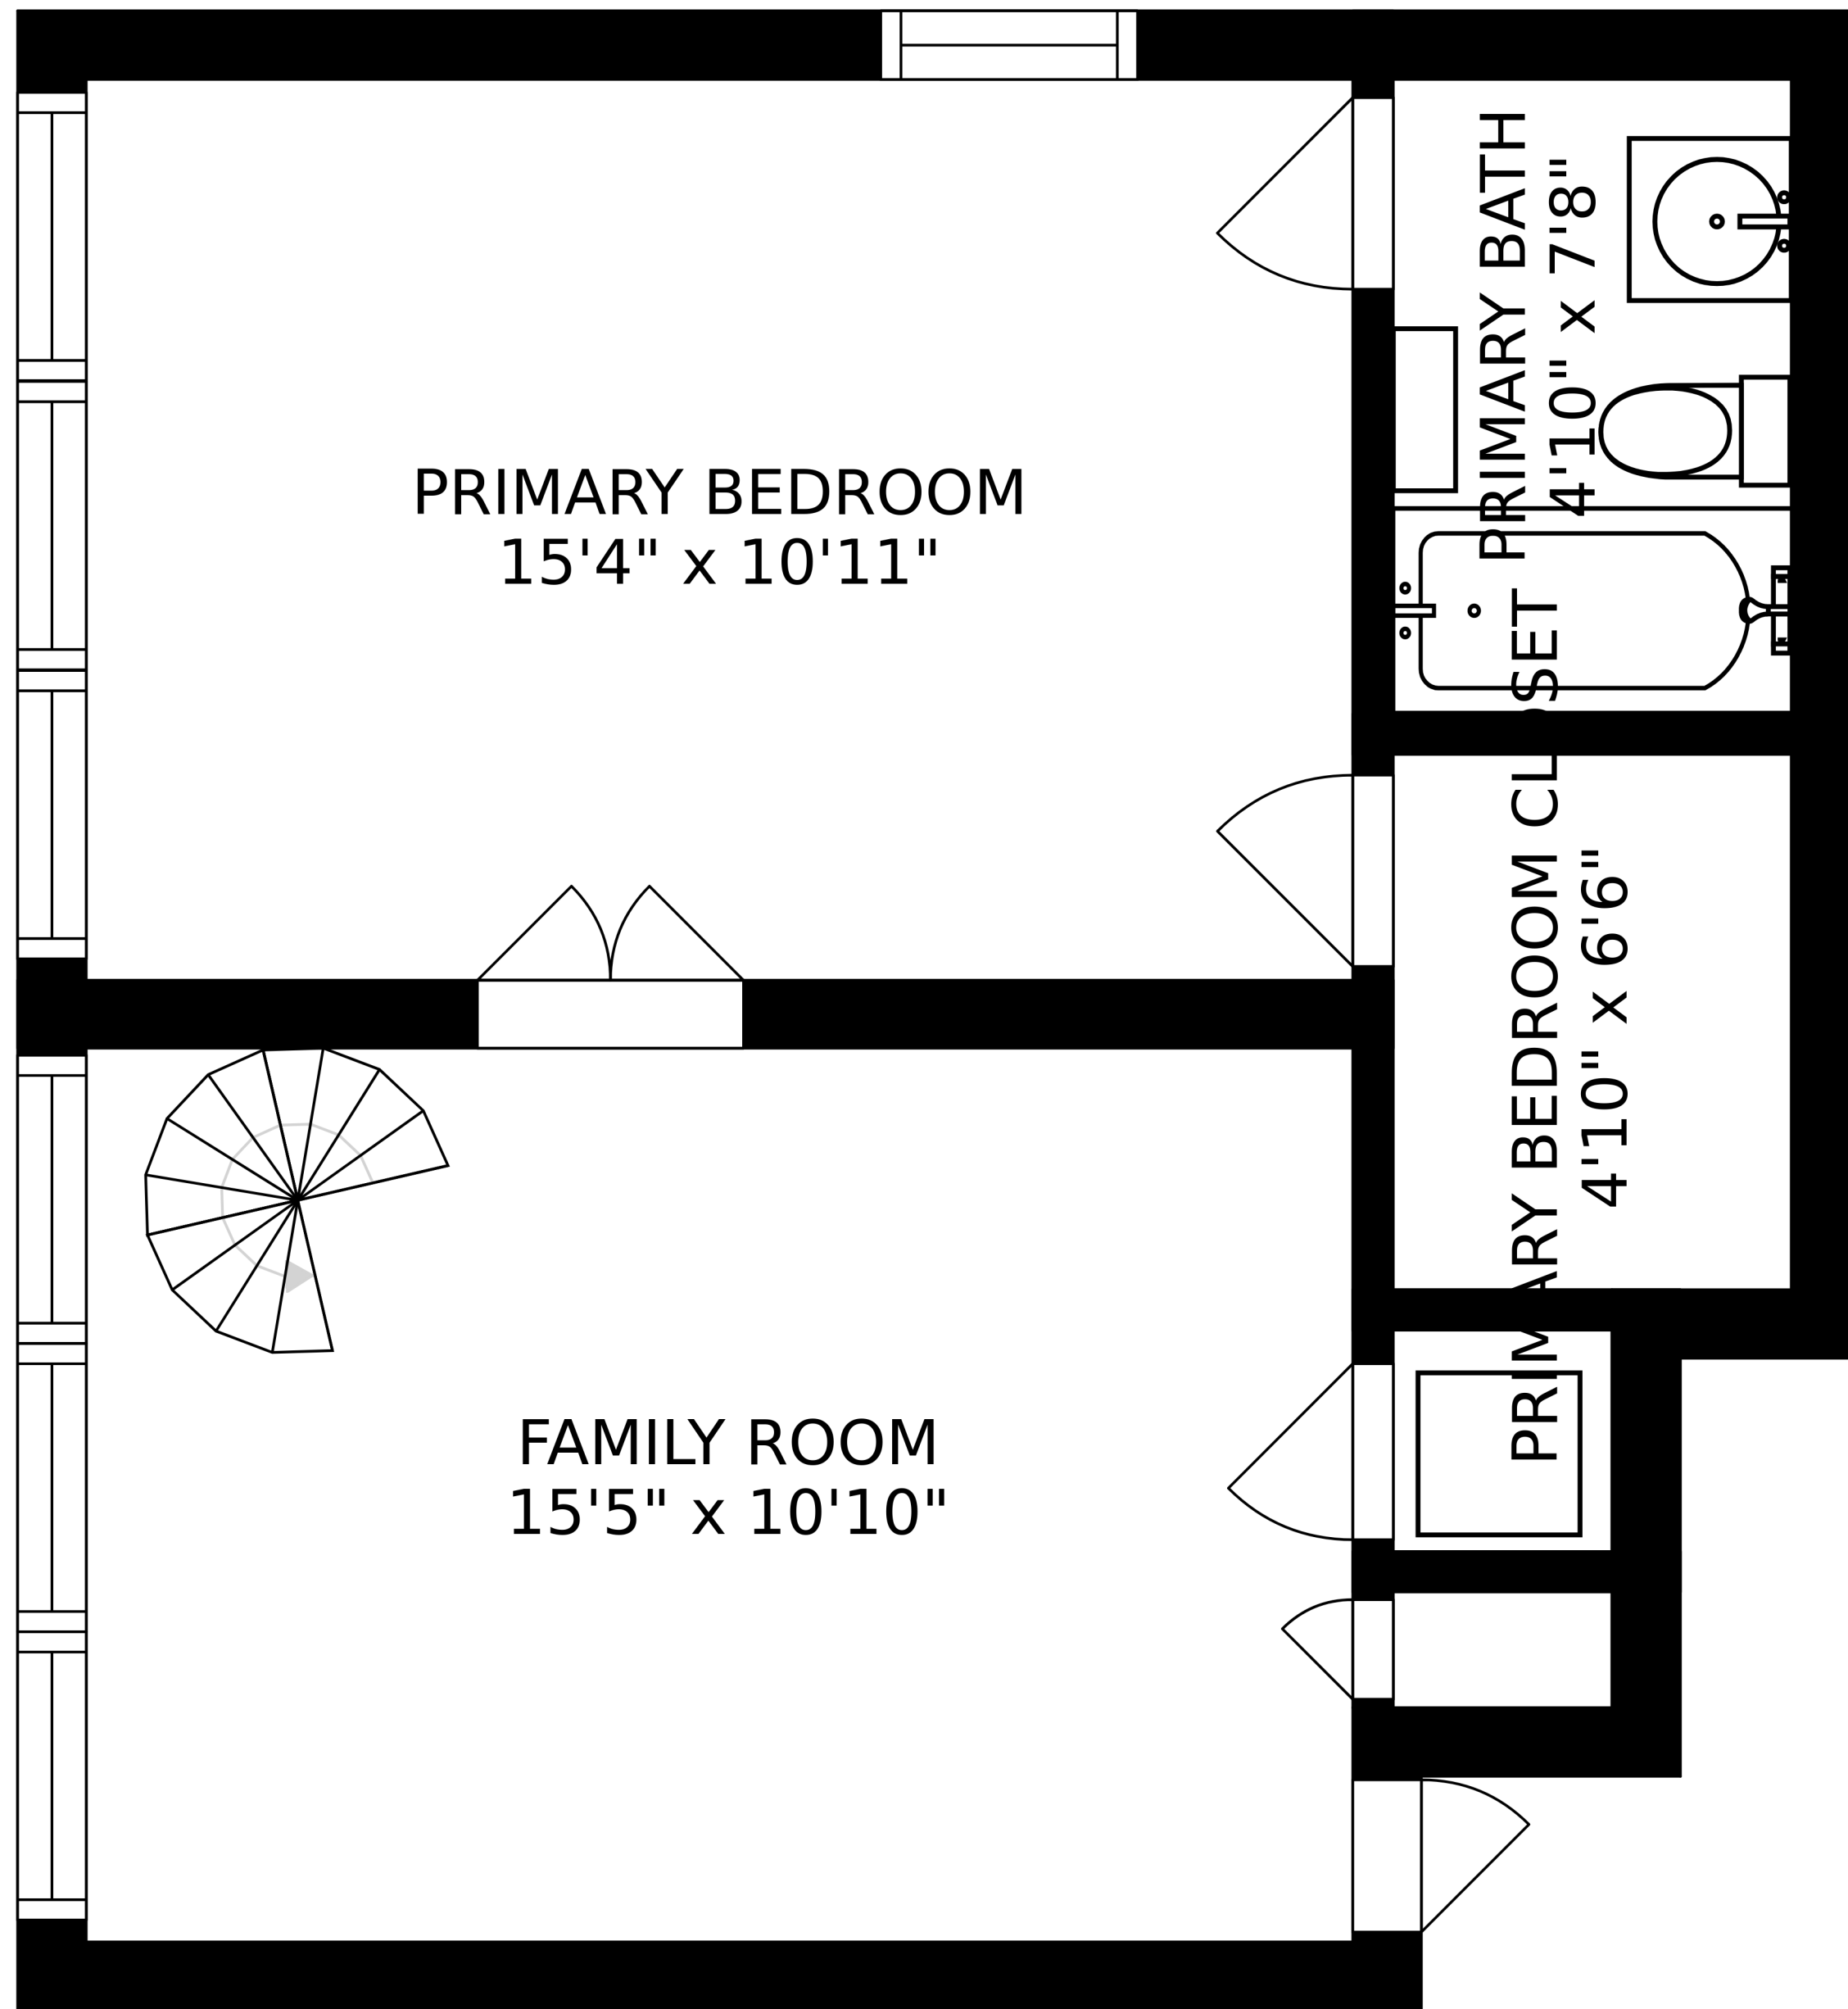 PRIMARY BATH
4'10" x 7'8"
PRIMARY BEDROOM
15'4" x 10'11"
PRIMARY BEDROOM CLOSET
4'10" x 6'6"
FAMILY ROOM
15'5" x 10'10"